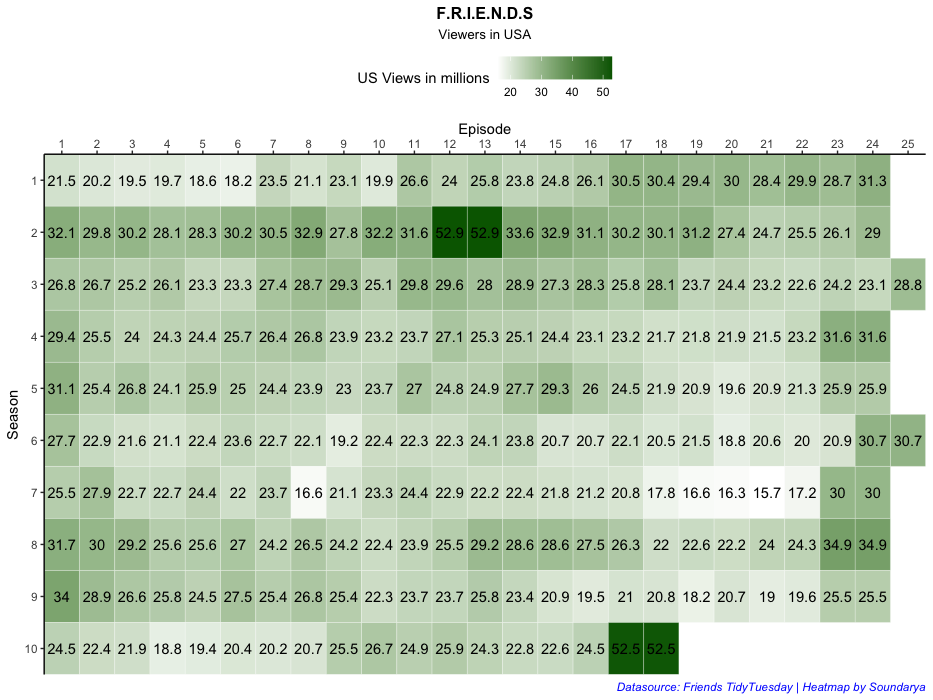 F.R.I.E.N.D.S
Viewers in USA
US Views in millions
20 30 40 50
Episode
1 2 3 4 5 6 7 8 9 10 11 12 13 14 15 16 17 18 19 20 21 22 23 24 25
Season
1 21.5 20.2 19.5 19.7 18.6 18.2 23.5 21.1 23.1 19.9 26.6 24 25.8 23.8 24.8 26.1 30.5 30.4 29.4 30 28.4 29.9 28.7 31.3
2 32.1 29.8 30.2 28.1 28.3 30.2 30.5 32.9 27.8 32.2 31.6 52.9 52.9 33.6 32.9 31.1 30.2 30.1 31.2 27.4 24.7 25.5 26.1 29
3 26.8 26.7 25.2 26.1 23.3 23.3 27.4 28.7 29.3 25.1 29.8 29.6 28 28.9 27.3 28.3 25.8 28.1 23.7 24.4 23.2 22.6 24.2 23.1 28.8
4 29.4 25.5 24 24.3 24.4 25.7 26.4 26.8 23.9 23.2 23.7 27.1 25.3 25.1 24.4 23.1 23.2 21.7 21.8 21.9 21.5 23.2 31.6 31.6
5 31.1 25.4 26.8 24.1 25.9 25 24.4 23.9 23 23.7 27 24.8 24.9 27.7 29.3 26 24.5 21.9 20.9 19.6 20.9 21.3 25.9 25.9
6 27.7 22.9 21.6 21.1 22.4 23.6 22.7 22.1 19.2 22.4 22.3 22.3 24.1 23.8 20.7 20.7 22.1 20.5 21.5 18.8 20.6 20 20.9 30.7 30.7
7 25.5 27.9 22.7 22.7 24.4 22 23.7 16.6 21.1 23.3 24.4 22.9 22.2 22.4 21.8 21.2 20.8 17.8 16.6 16.3 15.7 17.2 30 30
8 31.7 30 29.2 25.6 25.6 27 24.2 26.5 24.2 22.4 23.9 25.5 29.2 28.6 28.6 27.5 26.3 22 22.6 22.2 24 24.3 34.9 34.9
9 34 28.9 26.6 25.8 24.5 27.5 25.4 26.8 25.4 22.3 23.7 23.7 25.8 23.4 20.9 19.5 21 20.8 18.2 20.7 19 19.6 25.5 25.5
10 24.5 22.4 21.9 18.8 19.4 20.4 20.2 20.7 25.5 26.7 24.9 25.9 24.3 22.8 22.6 24.5 52.5 52.5
Datasource: Friends TidyTuesday | Heatmap by Soundarya